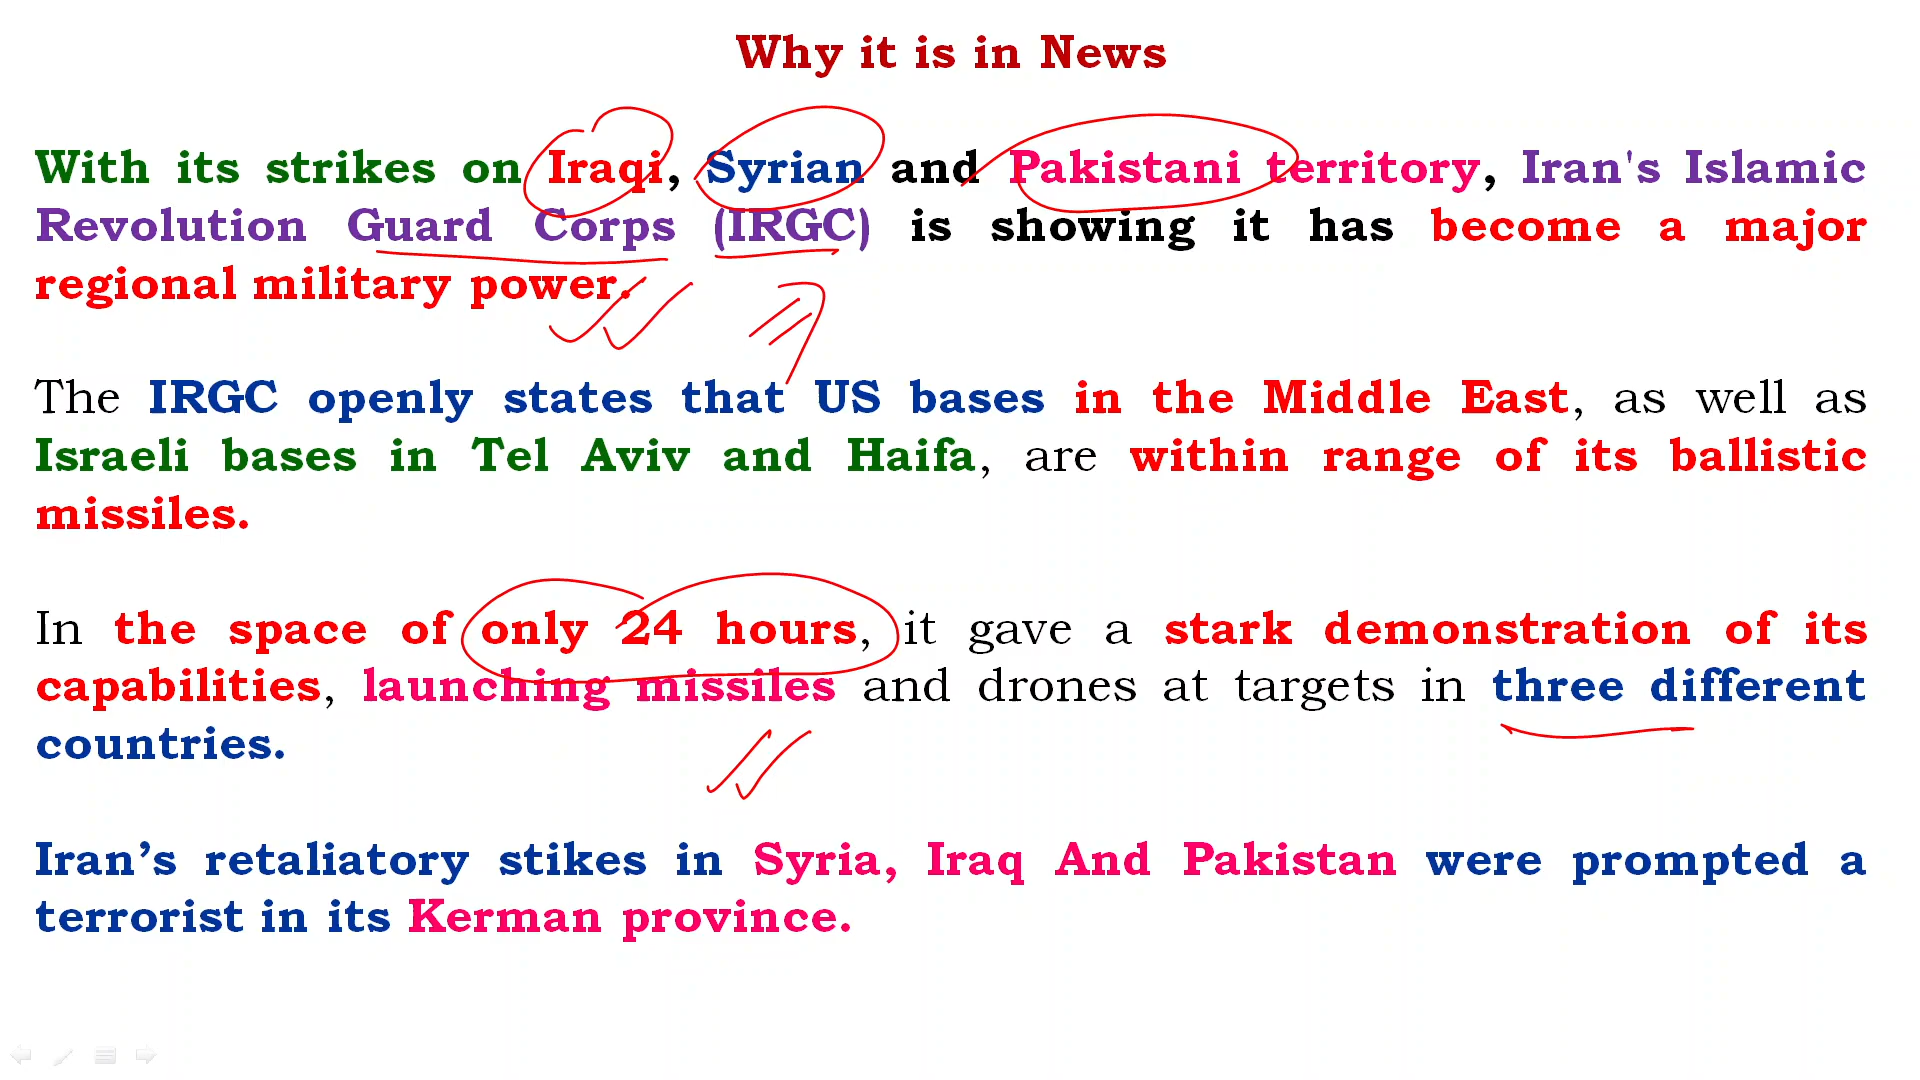 Why it is in News
With its strikes on Iraqi, Syrian and Pakistani territory, Iran's Islamic
Revolution Guard Corps (IRGC) is showing it has become a major
regional military power.
The IRGC openly states that US bases in the Middle East, as well as
Israeli bases in Tel Aviv and Haifa, are within range of its ballistic
missiles.
In the space of only 24 hours, it gave a stark demonstration of its
capabilities, launching missiles and drones at targets in three different
countries.
Iran’s retaliatory stikes in Syria, Iraq And Pakistan were prompted a
terrorist in its Kerman province.